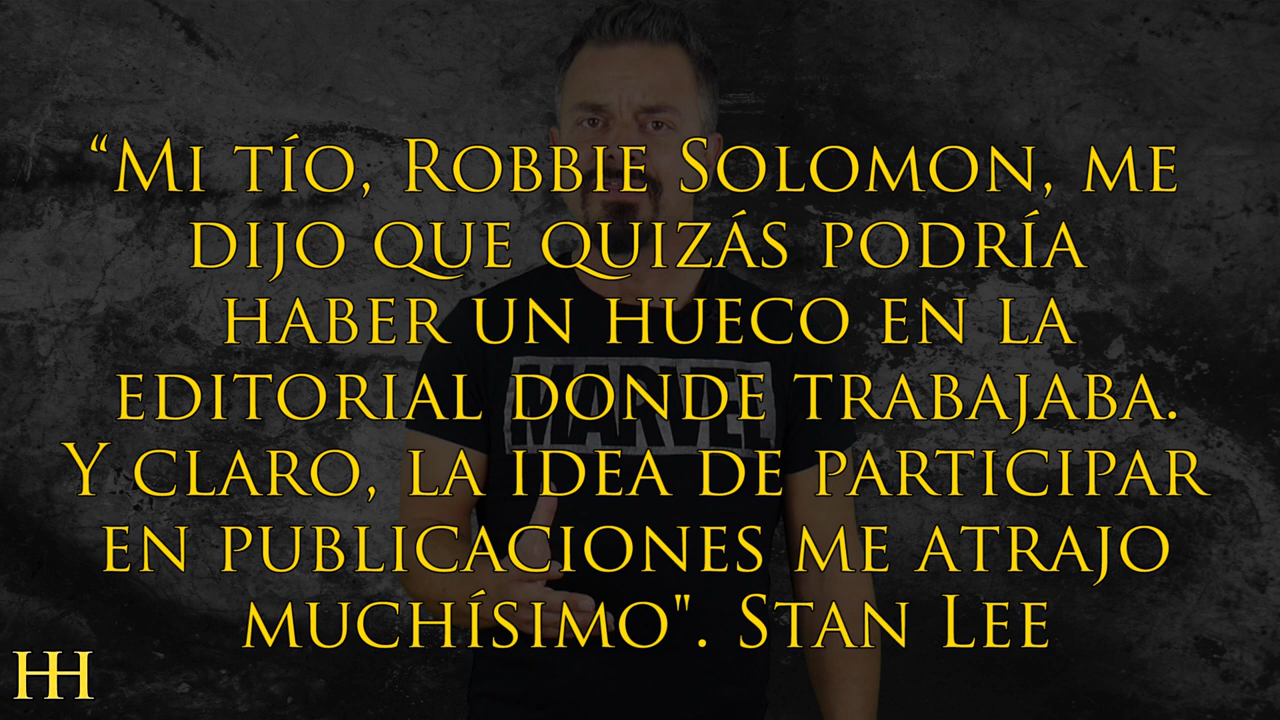 “Mi tío, Robbie Solomon, me
dijo que quizás podría
haber un hueco en la
editorial donde trabajaba.
Y claro, la idea de participar
en publicaciones me atrajo
muchísimo". Stan Lee
MARVEL
HH